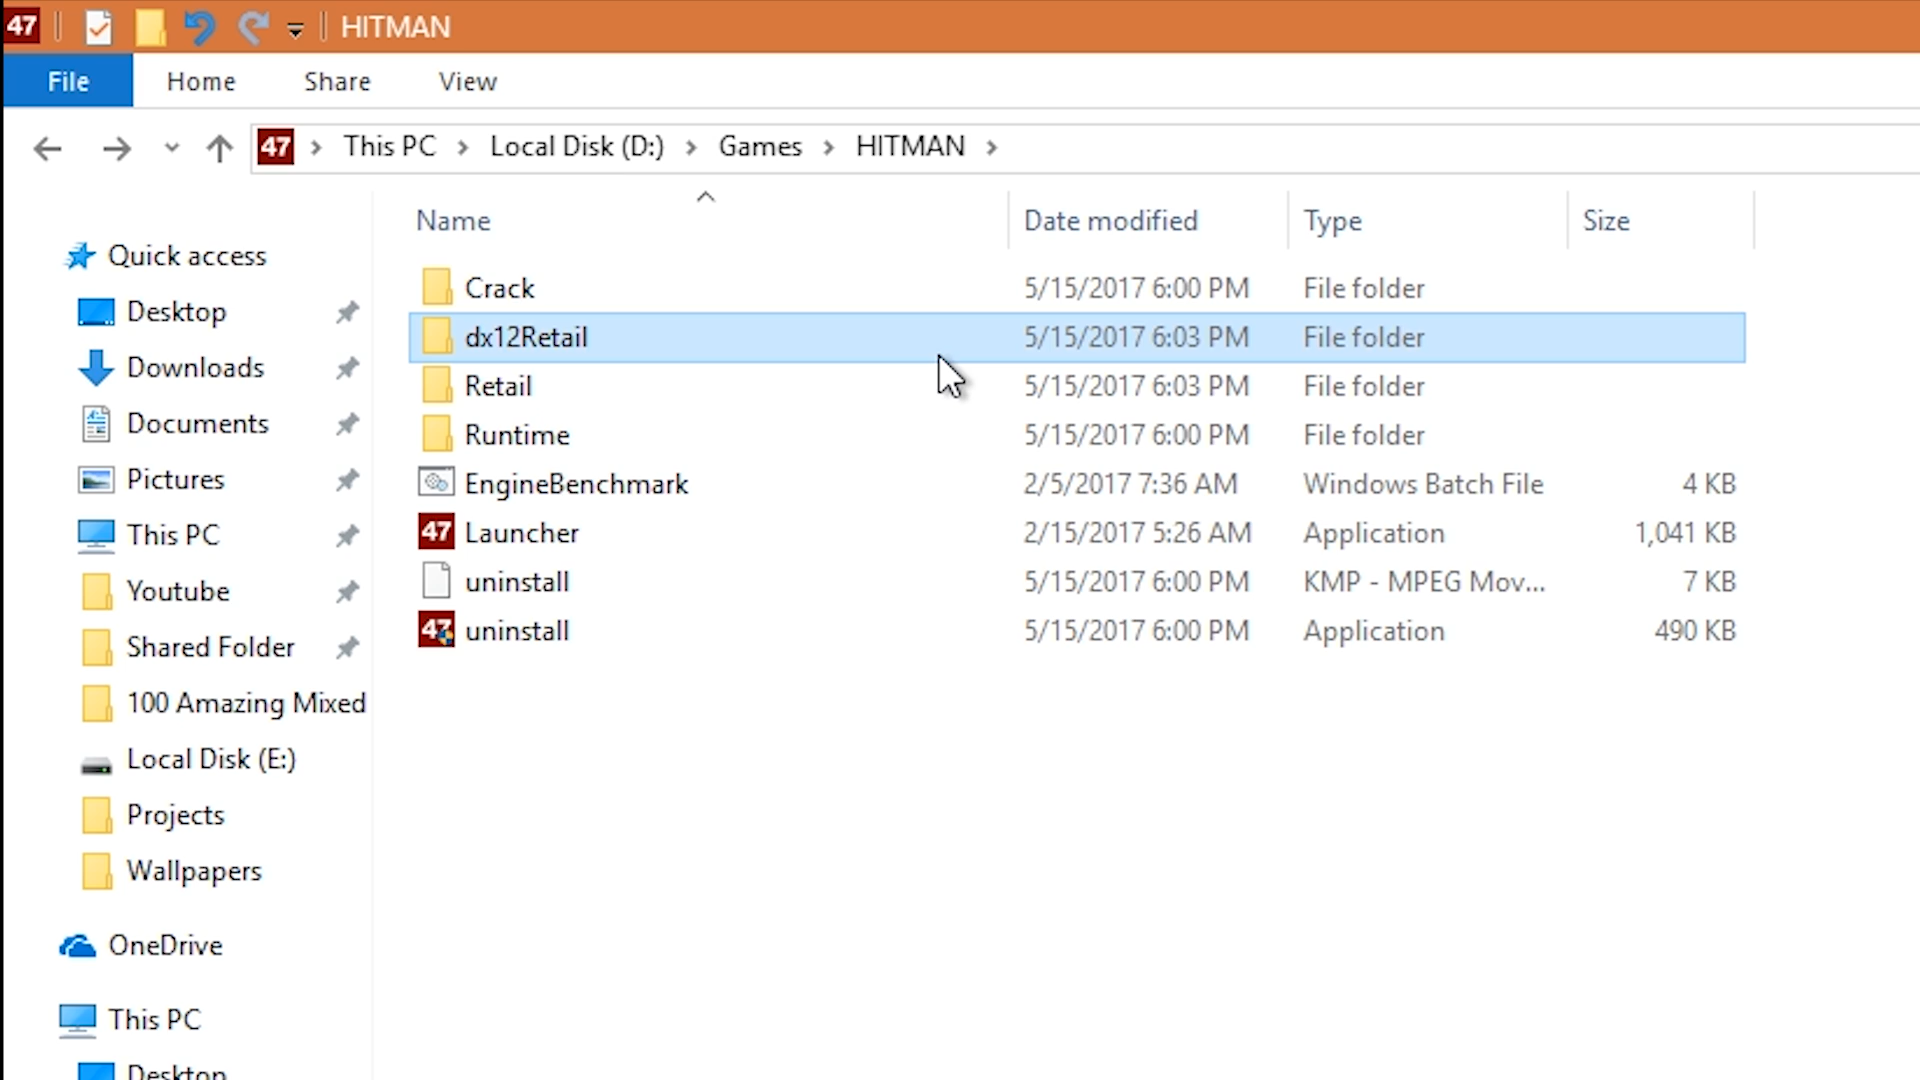 47 HITMAN
File Home Share View
47 This PC Local Disk (D:) Games HITMAN
Name Date modified Type Size
Quick access
Desktop
Downloads
Documents
Pictures
This PC
Youtube
Shared Folder
100 Amazing Mixed
Local Disk (E:)
Projects
Wallpapers
OneDrive
This PC
Desktop
Crack 5/15/2017 6:00 PM File folder
dx12Retail 5/15/2017 6:03 PM File folder
Retail 5/15/2017 6:03 PM File folder
Runtime 5/15/2017 6:00 PM File folder
EngineBenchmark 2/5/2017 7:36 AM Windows Batch File 4 KB
47 Launcher 2/15/2017 5:26 AM Application 1,041 KB
uninstall 5/15/2017 6:00 PM KMP - MPEG Mov... 7 KB
47 uninstall 5/15/2017 6:00 PM Application 490 KB